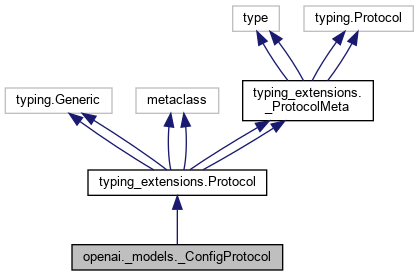 type
typing.Protocol
typing.Generic
metaclass
typing_extensions.
_ProtocolMeta
typing_extensions.Protocol
openai._models._ConfigProtocol